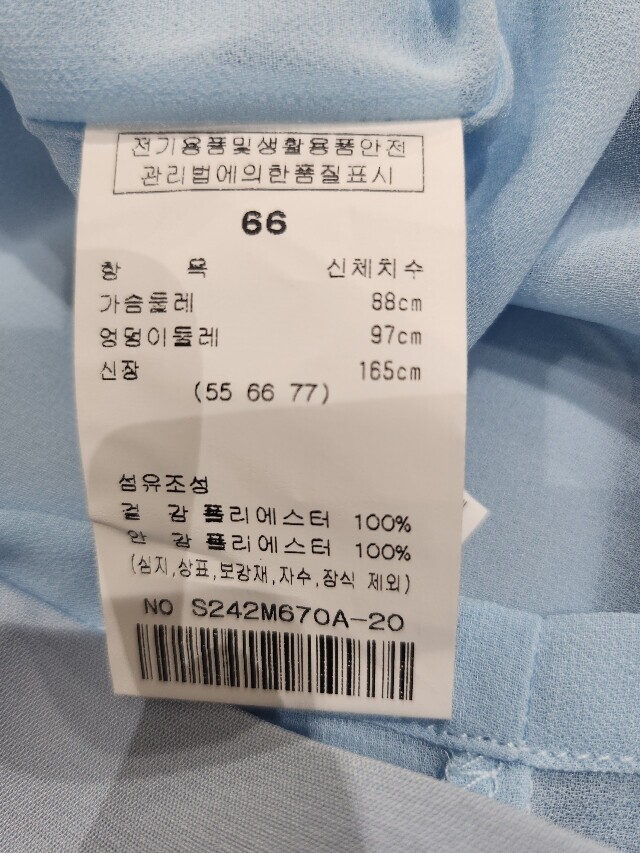 전기용품및생활용품안전
관리법에의한품질표시
66
항 목 신체치수
가슴둘레 88cm
엉덩이둘레 97cm
신장 165cm
(55 66 77)
섬유조성
겉 감 폴리에스터 100%
안 감 폴리에스터 100%
(심지,상표,보강재,자수,장식 제외)
NO S242M670A-20